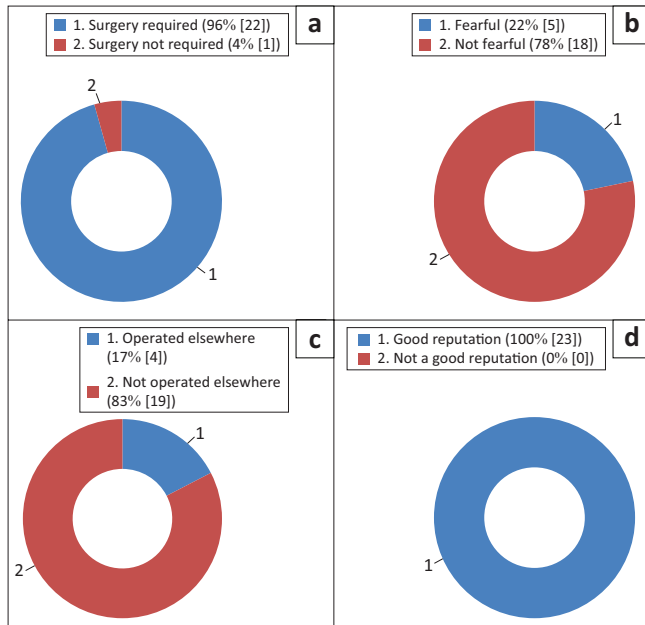 1. Surgery required (96% [22])
2. Surgery not required (4% [1])
a
2
1
1. Fearful (22% [5])
2. Not fearful (78% [18])
b
1
2
1. Operated elsewhere
(17% [4])
2. Not operated elsewhere
(83% [19])
c
1
2
1. Good reputation (100% [23])
2. Not a good reputation (0% [0])
d
1